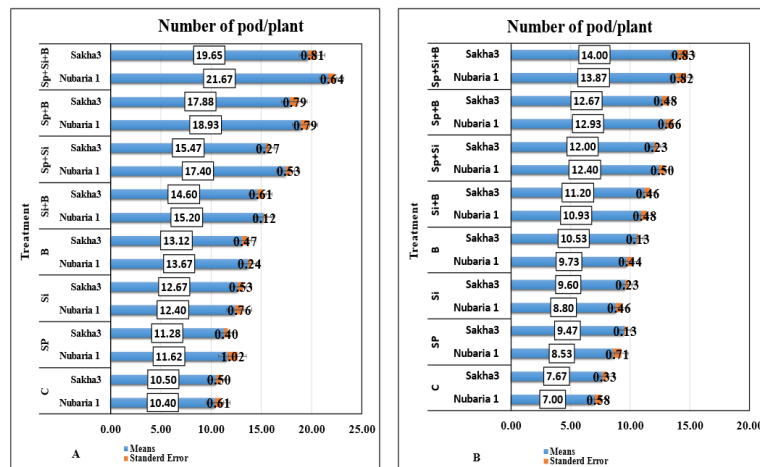 Number of pod/plant
Treatment
Sp+Si+B
Sakha3 19.65 0.81
Nubaria 1 21.67 0.64
Sp+B
Sakha3 17.88 0.79
Nubaria 1 18.93 0.79
Sp+Si
Sakha3 15.47 0.27
Nubaria 1 17.40 0.53
Si+B
Sakha3 14.60 0.61
Nubaria 1 15.20 0.12
B
Sakha3 13.12 0.47
Nubaria 1 13.67 0.24
Si
Sakha3 12.67 0.53
Nubaria 1 12.40 0.76
SP
Sakha3 11.28 0.40
Nubaria 1 11.62 1.02
C
Sakha3 10.50 0.50
Nubaria 1 10.40 0.61
0.00 5.00 10.00 15.00 20.00 25.00
A
Means
Standerd Error
Number of pod/plant
Treatment
Sp+Si+B
Sakha3 14.00 0.83
Nubaria 1 13.87 0.82
Sp+B
Sakha3 12.67 0.48
Nubaria 1 12.93 0.66
Sp+Si
Sakha3 12.00 0.23
Nubaria 1 12.40 0.50
Si+B
Sakha3 11.20 0.46
Nubaria 1 10.93 0.48
B
Sakha3 10.53 0.13
Nubaria 1 9.73 0.44
Si
Sakha3 9.60 0.23
Nubaria 1 8.80 0.46
SP
Sakha3 9.47 0.13
Nubaria 1 8.53 0.71
C
Sakha3 7.67 0.33
Nubaria 1 7.00 0.58
0.00 5.00 10.00 15.00 20.00
B
Means
Standerd Error